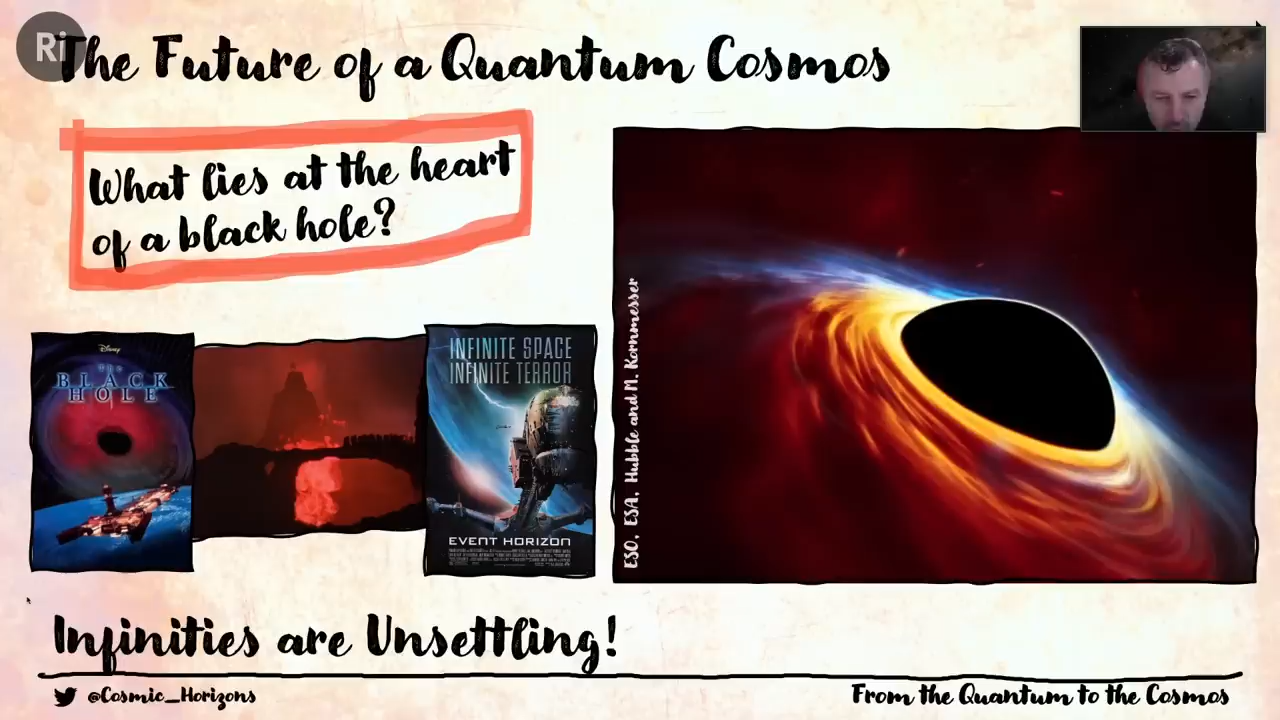 Ri
The Future of a Quantum Cosmos
What lies at the heart
of a black hole?
Disney
THE
BLACK
HOLE
INFINITE SPACE
INFINITE TERROR
EVENT HORIZON
ESO, ESA, Hubble and M. Kornmesser
Infinities are Unsettling!
@Cosmic_Horizons
From the Quantum to the Cosmos